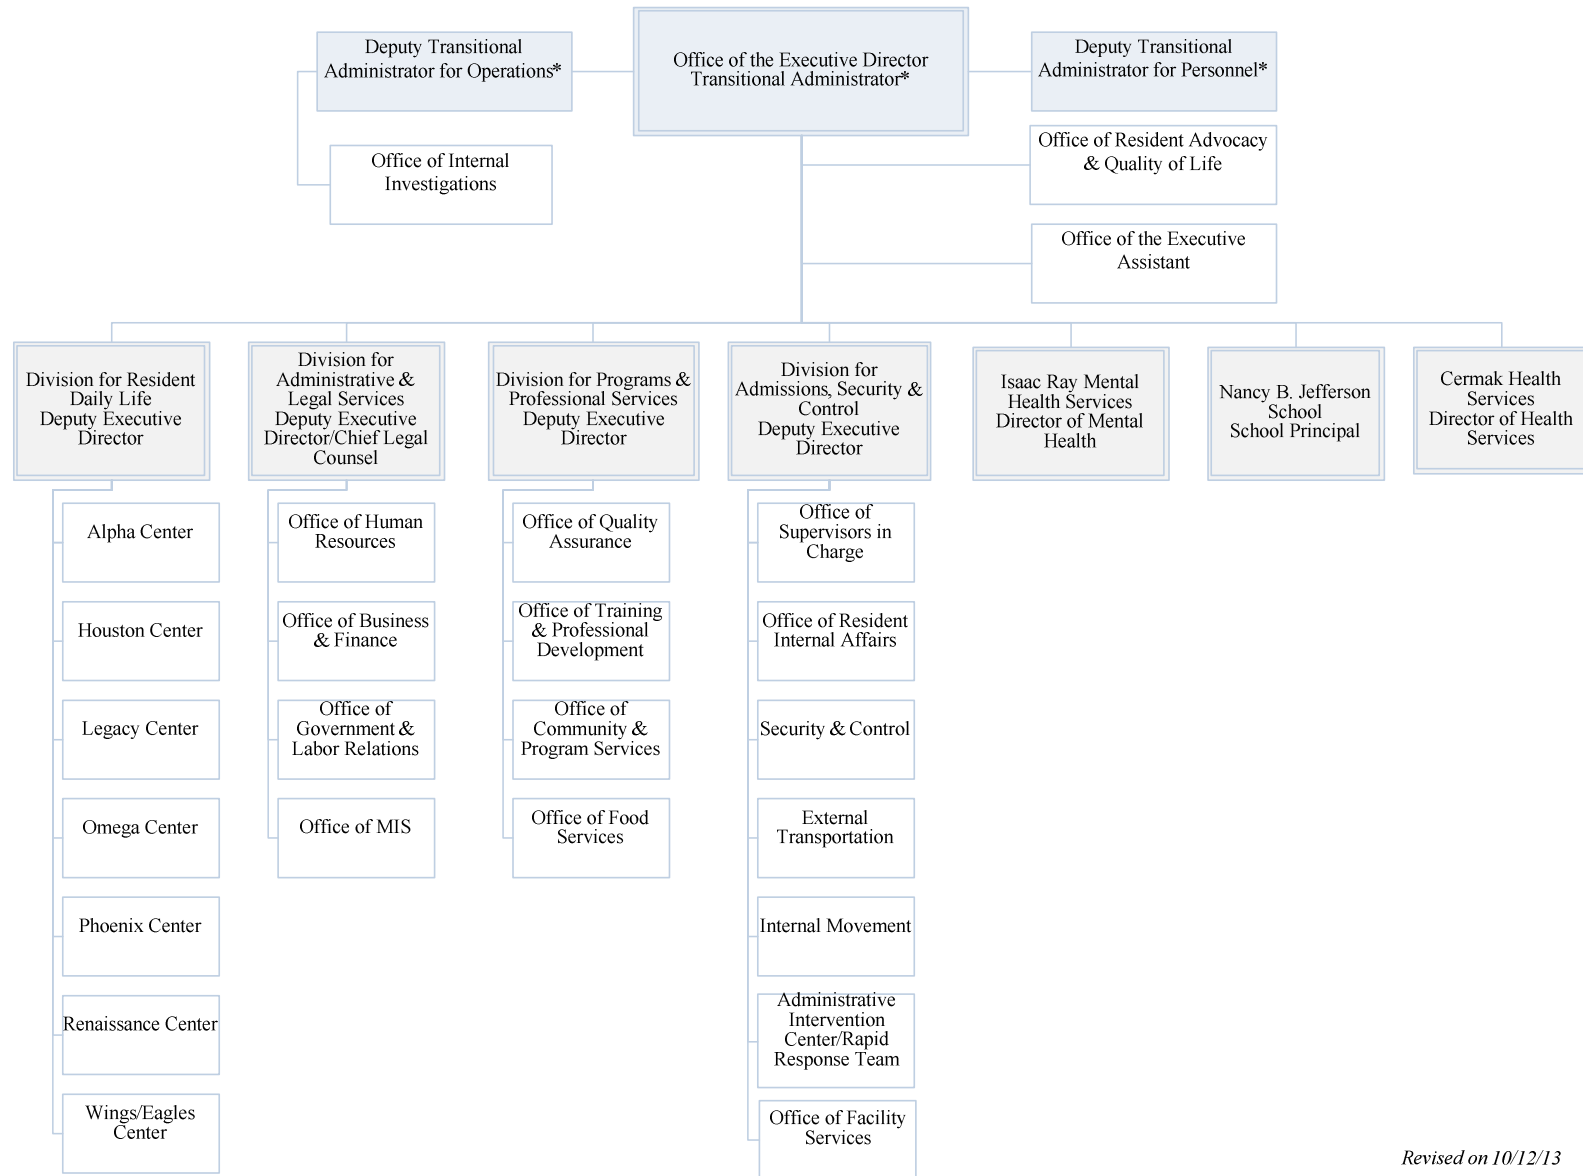 Deputy Transitional
Administrator for Operations*
Office of the Executive Director
Transitional Administrator*
Deputy Transitional
Administrator for Personnel*
Office of Internal
Investigations
Office of Resident Advocacy
& Quality of Life
Office of the Executive
Assistant
Division for Resident
Daily Life
Deputy Executive
Director
Division for
Administrative &
Legal Services
Deputy Executive
Director/Chief Legal
Counsel
Division for Programs &
Professional Services
Deputy Executive
Director
Division for
Admissions, Security &
Control
Deputy Executive
Director
Isaac Ray Mental
Health Services
Director of Mental
Health
Nancy B. Jefferson
School
School Principal
Cermak Health
Services
Director of Health
Services
Alpha Center
Houston Center
Legacy Center
Omega Center
Phoenix Center
Renaissance Center
Wings/Eagles
Center
Office of Human
Resources
Office of Business
& Finance
Office of
Government &
Labor Relations
Office of MIS
Office of Quality
Assurance
Office of Training
& Professional
Development
Office of
Community &
Program Services
Office of Food
Services
Office of
Supervisors in
Charge
Office of Resident
Internal Affairs
Security & Control
External
Transportation
Internal Movement
Administrative
Intervention
Center/Rapid
Response Team
Office of Facility
Services
Revised on 10/12/13